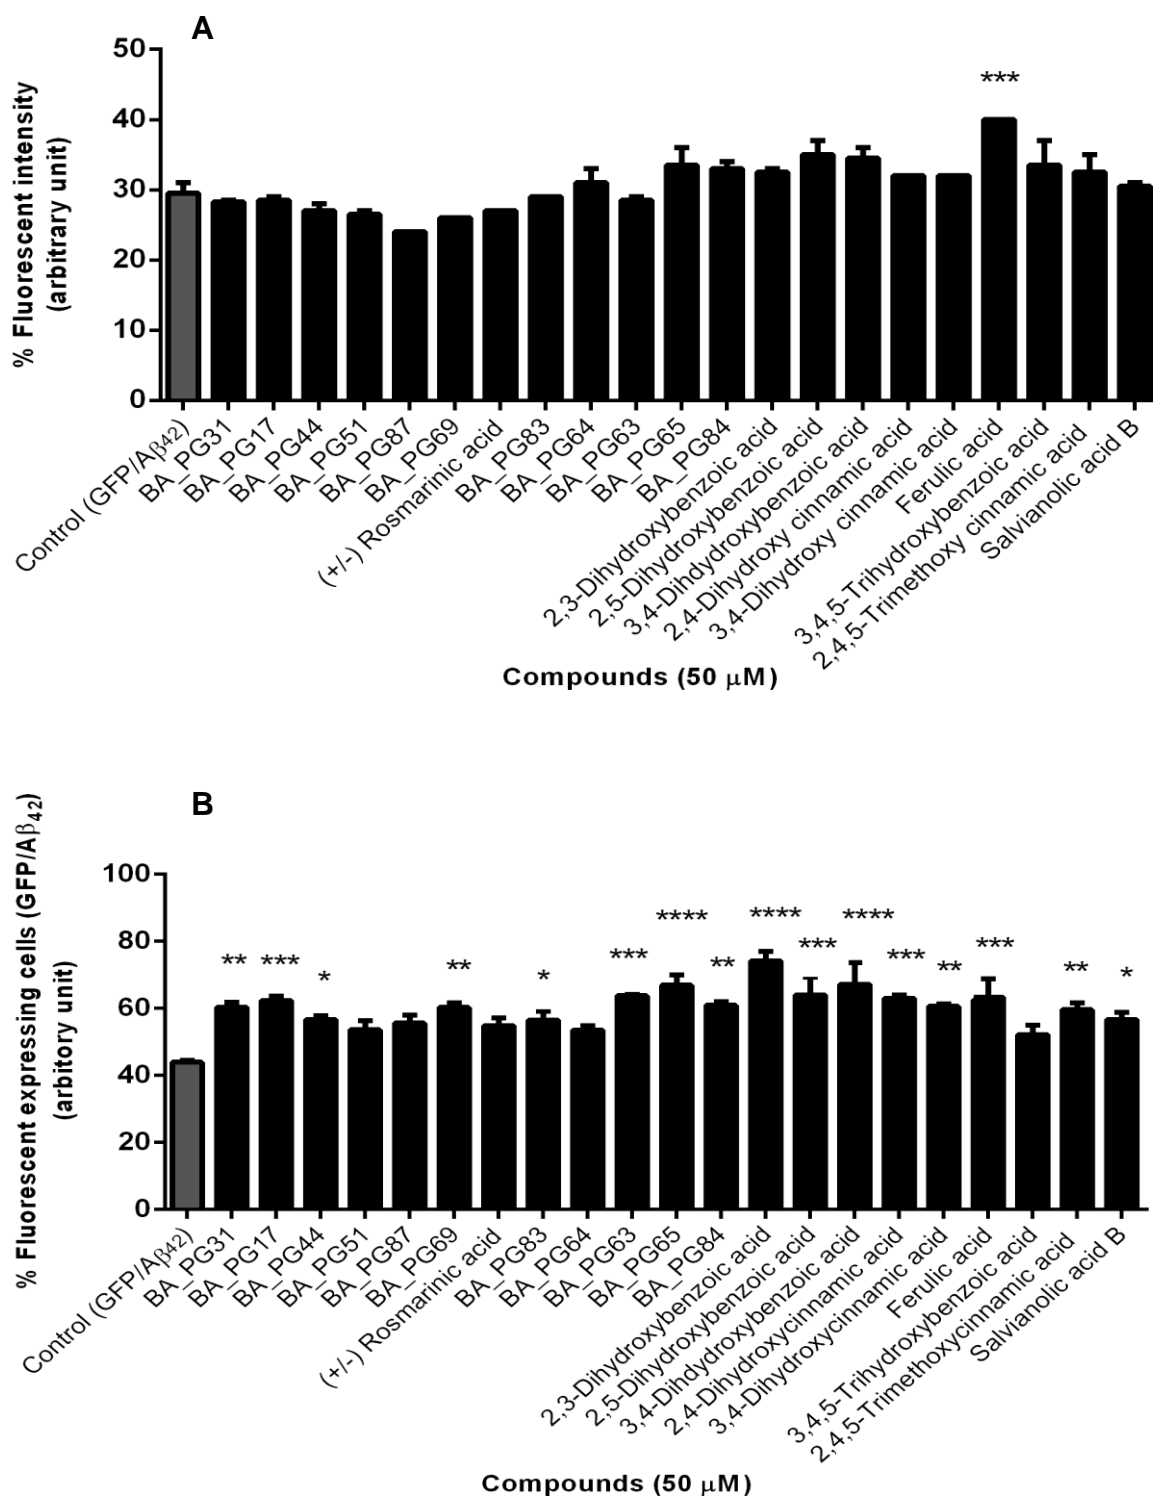 A
% Fluorescent intensity
(arbitrary unit)
50
40
30
20
10
0
***
Control (GFP/Aβ42)
BA_PG31
BA_PG17
BA_PG44
BA_PG51
BA_PG87
BA_PG69
(+/-) Rosmarinic acid
BA_PG83
BA_PG64
BA_PG63
BA_PG65
BA_PG84
2,3-Dihydroxybenzoic acid
2,5-Dihydroxybenzoic acid
3,4-Dihdydroxybenzoic acid
2,4-Dihydroxy cinnamic acid
3,4-Dihydroxy cinnamic acid
Ferulic acid
3,4,5-Trihydroxybenzoic acid
2,4,5-Trimethoxy cinnamic acid
Salvianolic acid B
Compounds (50 μM)
B
% Fluorescent expressing cells (GFP/Aβ42)
(arbitory unit)
100
80
60
40
20
0
** *** * ** * *** **** ** **** *** **** *** ** *** ** *
Control (GFP/Aβ42)
BA_PG31
BA_PG17
BA_PG44
BA_PG51
BA_PG87
BA_PG69
(+/-) Rosmarinic acid
BA_PG83
BA_PG64
BA_PG63
BA_PG65
BA_PG84
2,3-Dihydroxybenzoic acid
2,5-Dihydroxybenzoic acid
3,4-Dihdydroxybenzoic acid
2,4-Dihydroxycinnamic acid
3,4-Dihydroxycinnamic acid
Ferulic acid
3,4,5-Trihydroxybenzoic acid
2,4,5-Trimethoxycinnamic acid
Salvianolic acid B
Compounds (50 μM)